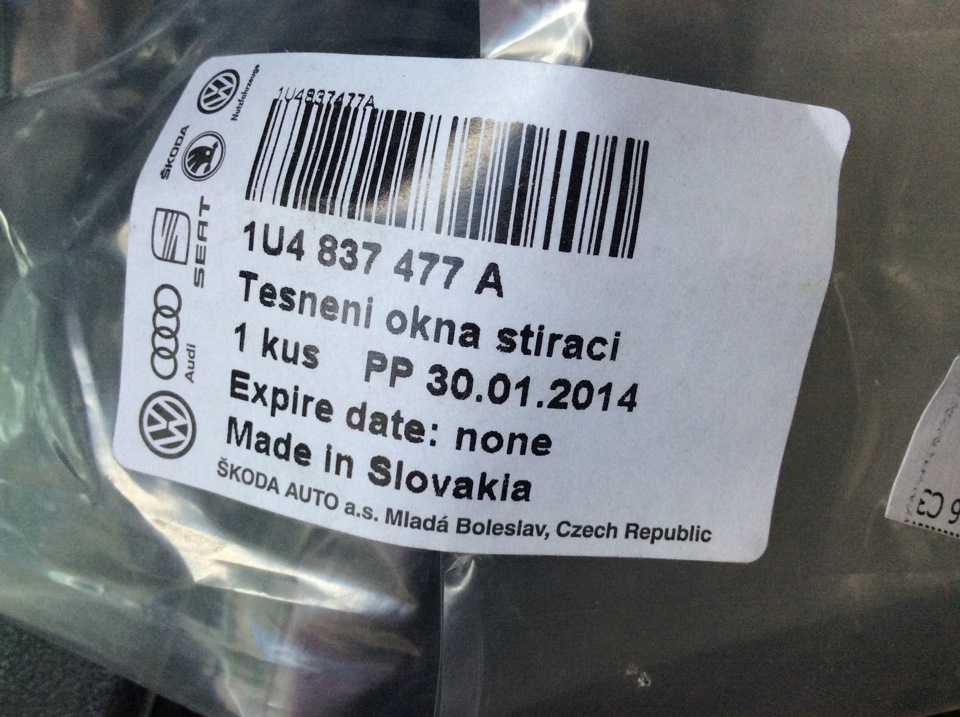 1U4837477A
1U4 837 477 A
Tesneni okna stiraci
1 kus PP 30.01.2014
Expire date: none
Made in Slovakia
ŠKODA AUTO a.s. Mladá Boleslav, Czech Republic
Nutzfahrzeuge
ŠKODA
SEAT
Audi